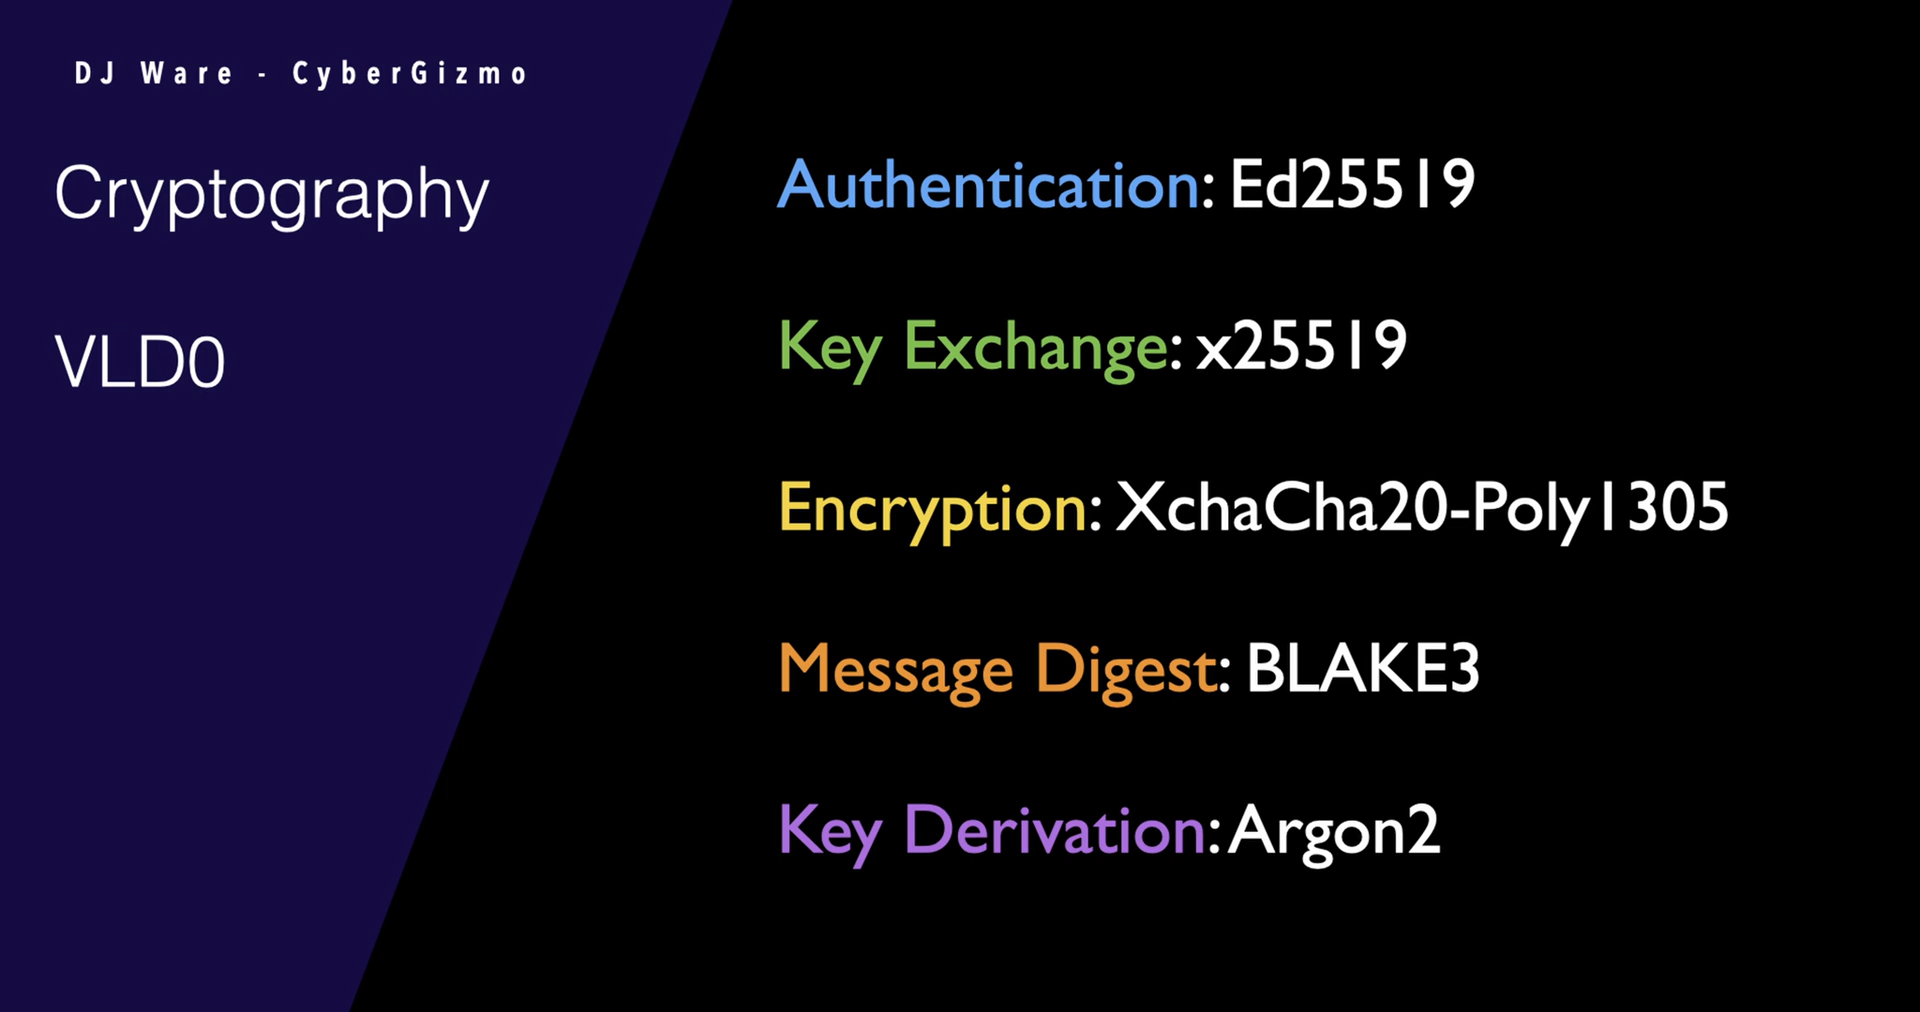 DJ Ware - CyberGizmo
Cryptography
VLD0
Authentication: Ed25519
Key Exchange: x25519
Encryption: XchaCha20-Poly1305
Message Digest: BLAKE3
Key Derivation: Argon2